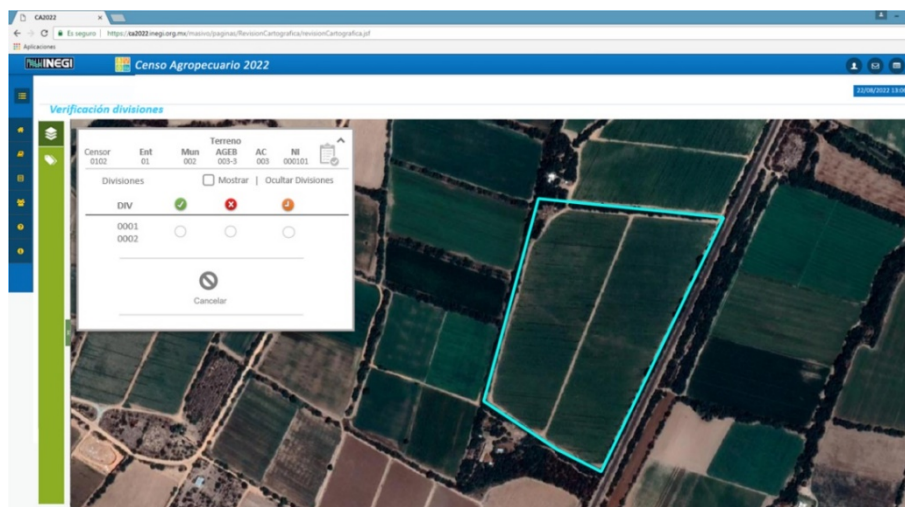 CA2022
Es seguro | https://ca2022.inegi.org.mx/masivo/paginas/RevisionCartografica/revisionCartografica.jsf
Aplicaciones
INEGI Censo Agropecuario 2022
22/08/2022 13:00
Verificación divisiones
Terreno
Censor Ent Mun AGEB AC NI
0102 01 002 003-3 003 000101
Divisiones Mostrar | Ocultar Divisiones
DIV
0001
0002
Cancelar